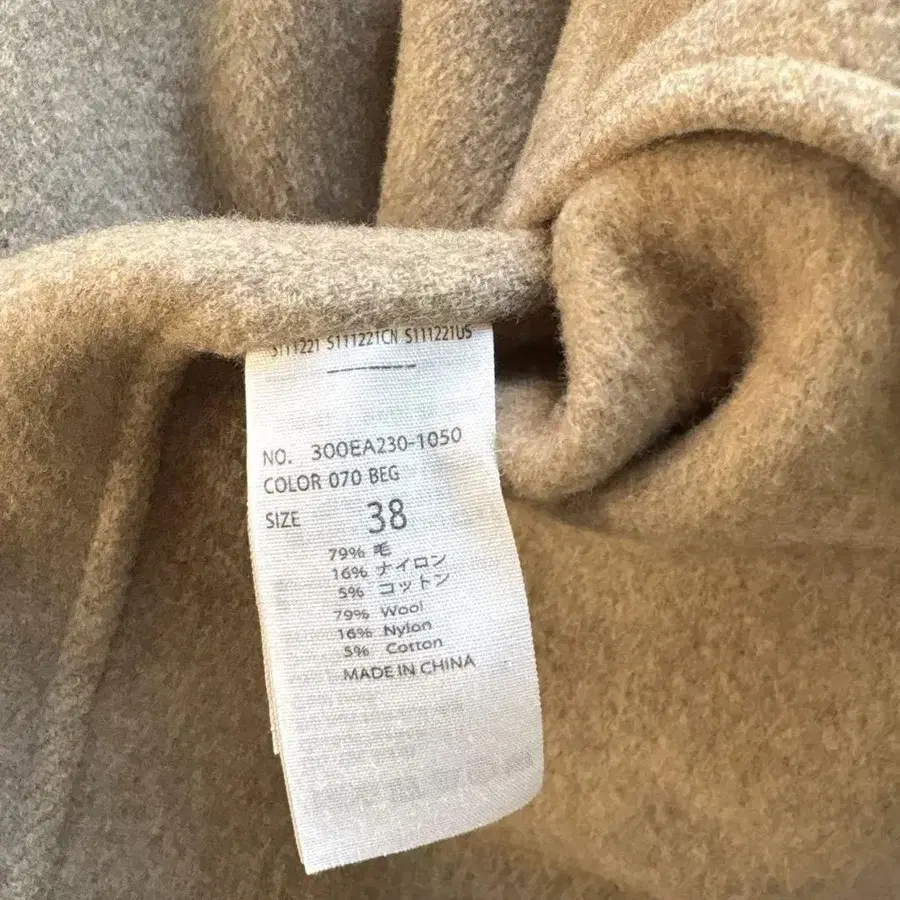 S111221 S111221CN S111221US
NO. 300EA230-1050
COLOR 070 BEG
SIZE 38
79% 毛
16% ナイロン
5% コットン
79% Wool
16% Nylon
5% Cotton
MADE IN CHINA